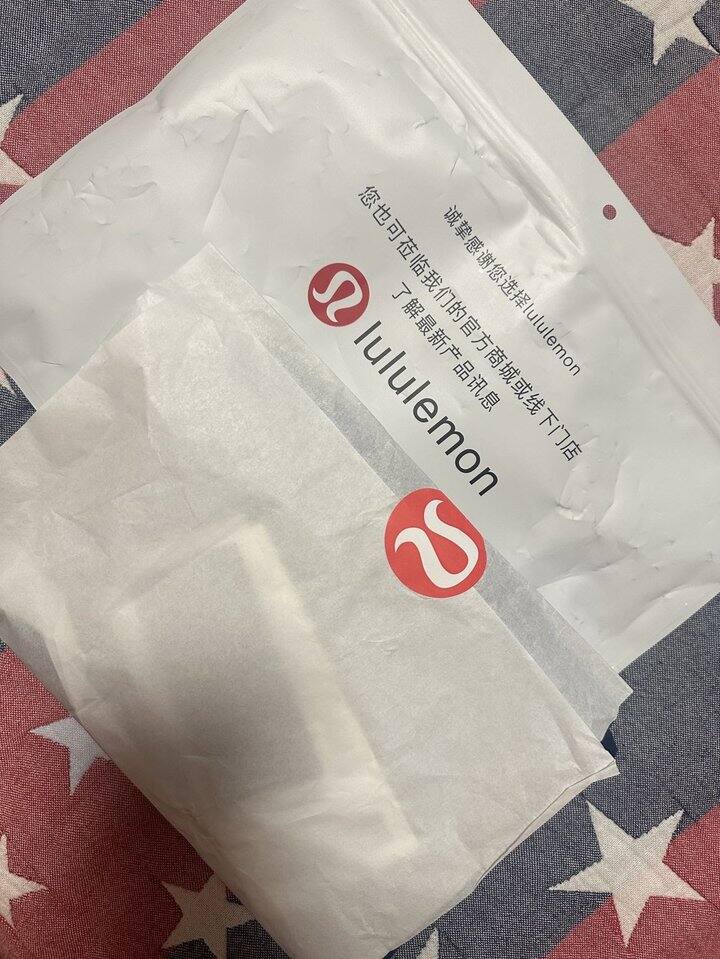 诚挚感谢您选择lululemon
您也可莅临我们的官方商城或线下门店
了解最新产品讯息
lululemon